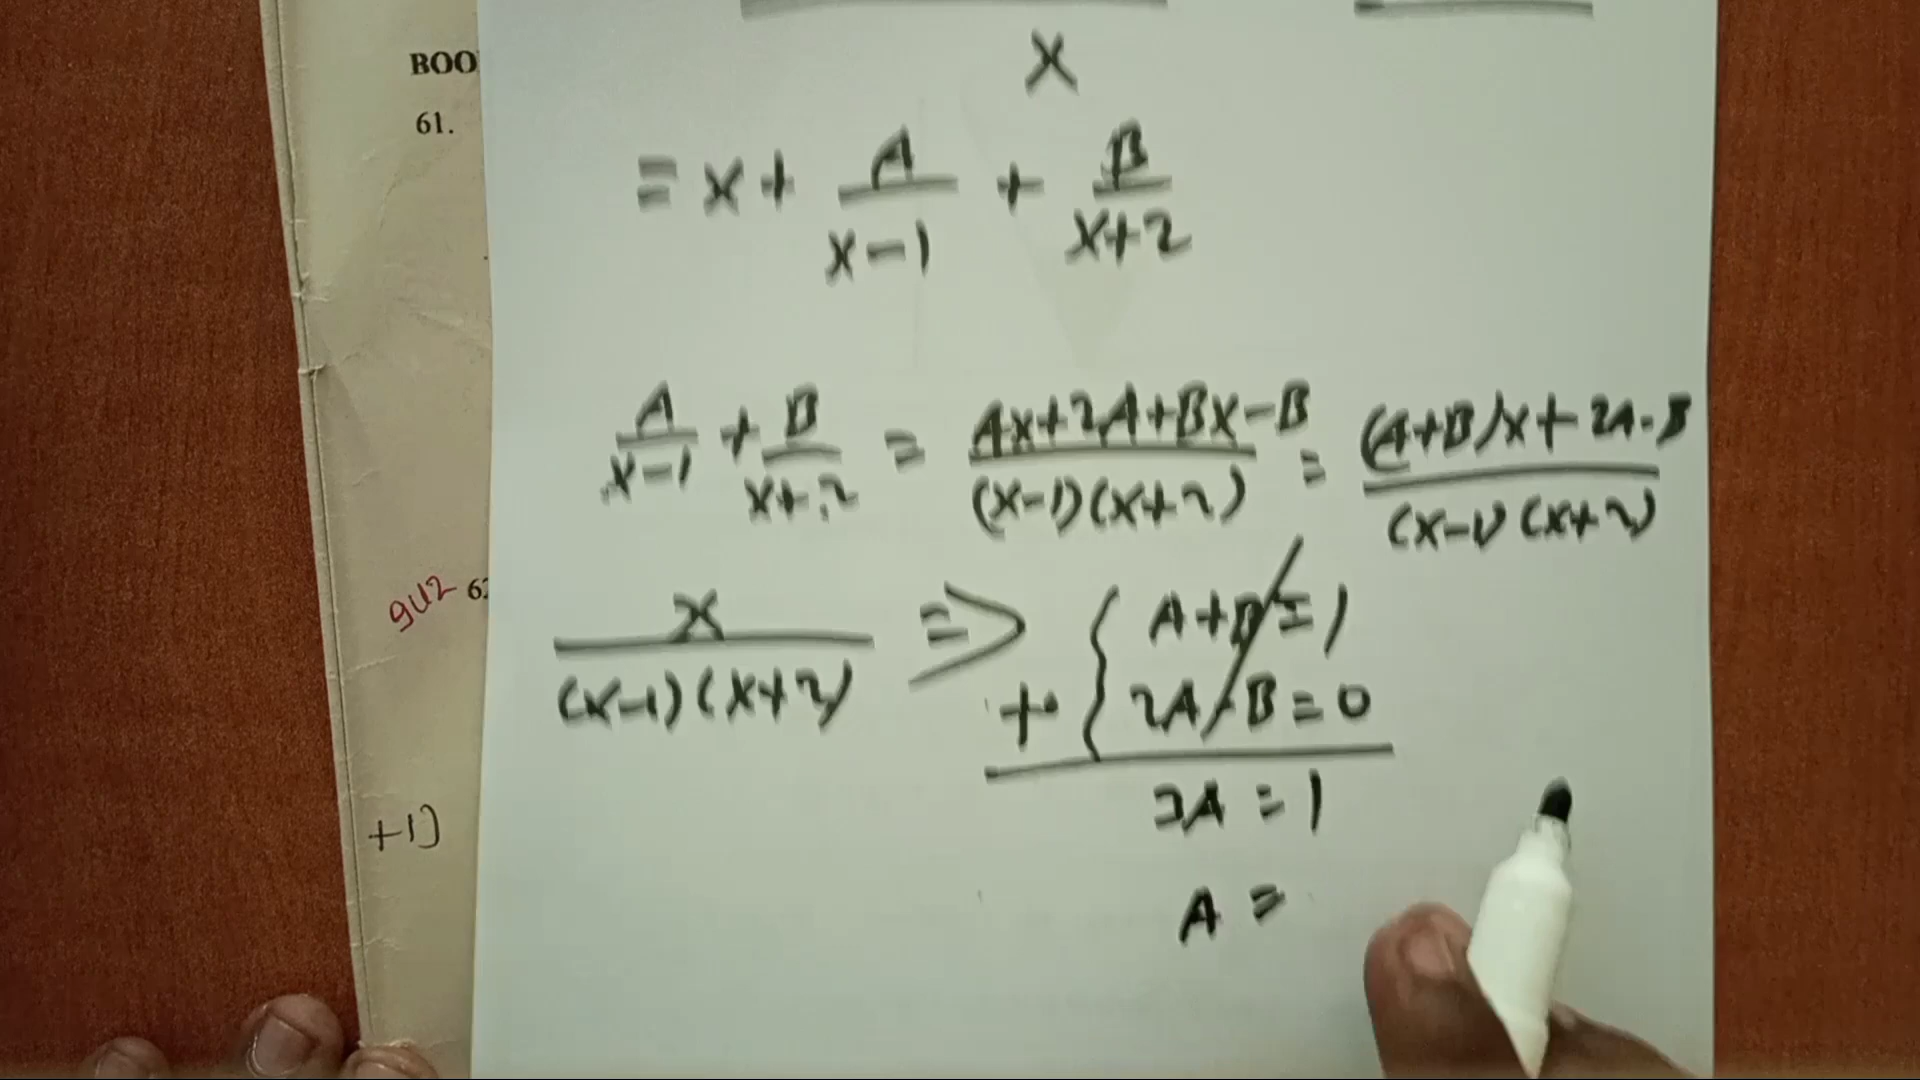 BOO
61.
x
= x + A/(x-1) + B/(x+2)
A/(x-1) + B/(x+2) = (Ax+2A+Bx-B)/((x-1)(x+2)) = ((A+B)x+2A-B)/((x-1)(x+2))
942 6
x/((x-1)(x+2)) => { A+B=1
+ 2A-B=0
3A = 1
+1)
A =